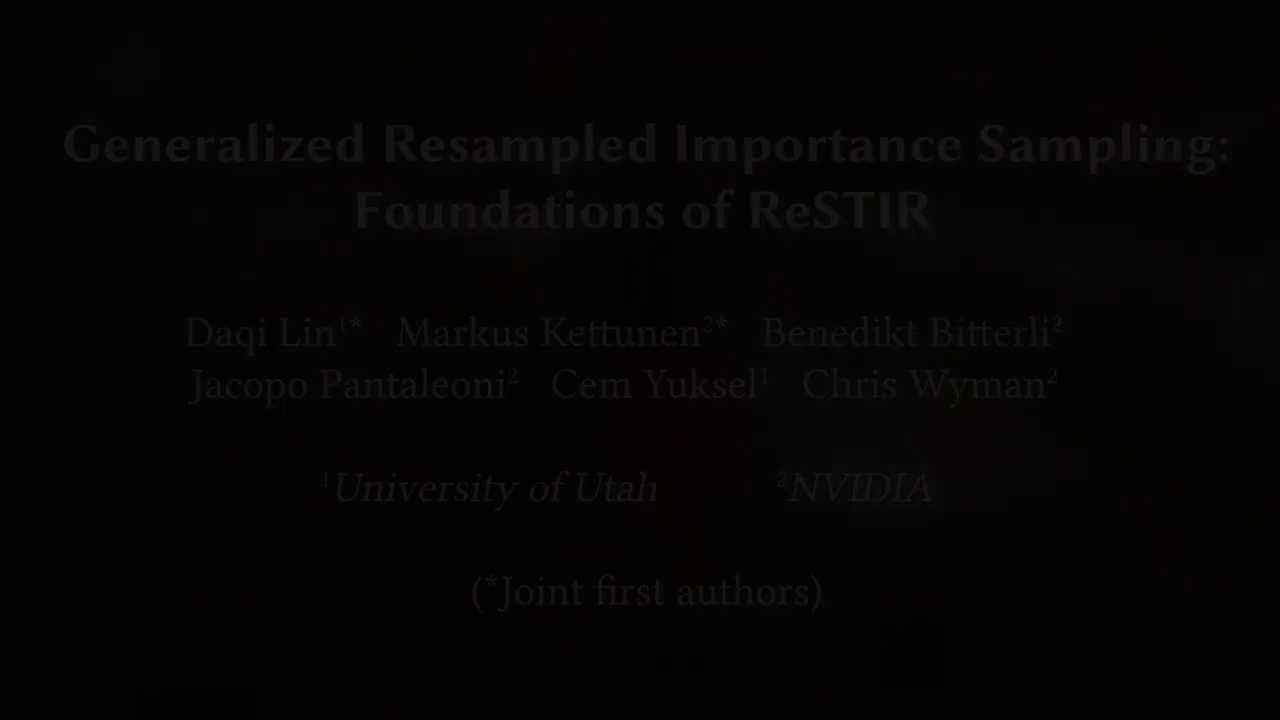 Generalized Resampled Importance Sampling:
Foundations of ReSTIR
Daqi Lin¹* Markus Kettunen²* Benedikt Bitterli²
Jacopo Pantaleoni² Cem Yuksel¹ Chris Wyman²
¹University of Utah ²NVIDIA
(*Joint first authors)